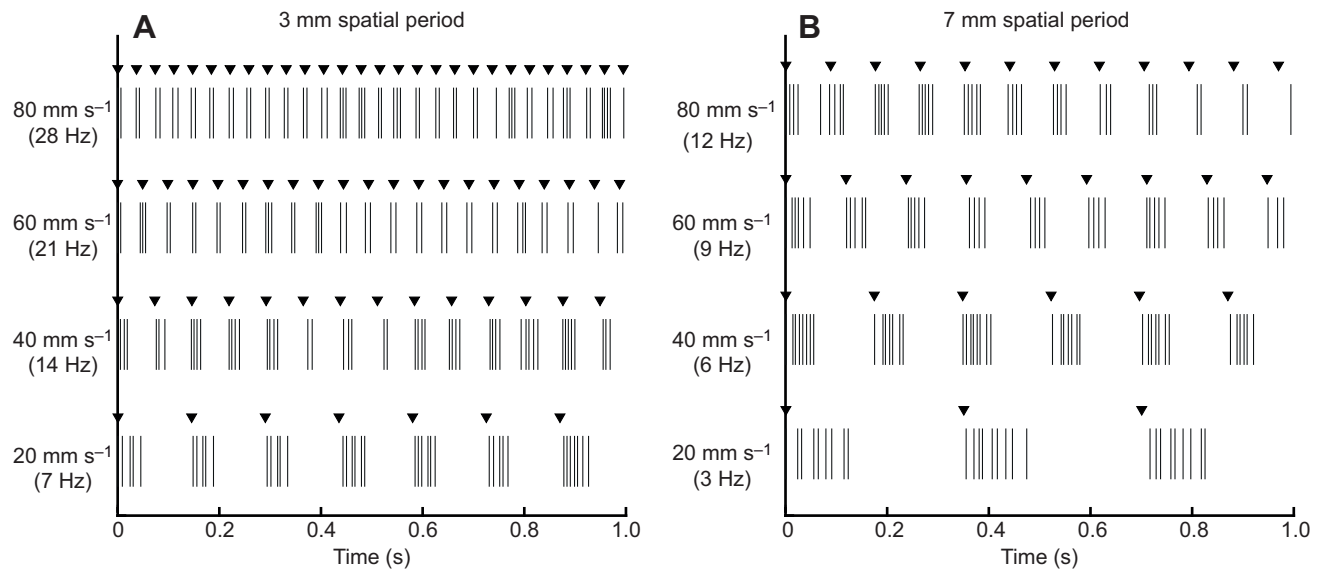 A
3 mm spatial period
80 mm s–1
(28 Hz)
60 mm s–1
(21 Hz)
40 mm s–1
(14 Hz)
20 mm s–1
(7 Hz)
0 0.2 0.4 0.6 0.8 1.0
Time (s)
B
7 mm spatial period
80 mm s–1
(12 Hz)
60 mm s–1
(9 Hz)
40 mm s–1
(6 Hz)
20 mm s–1
(3 Hz)
0 0.2 0.4 0.6 0.8 1.0
Time (s)